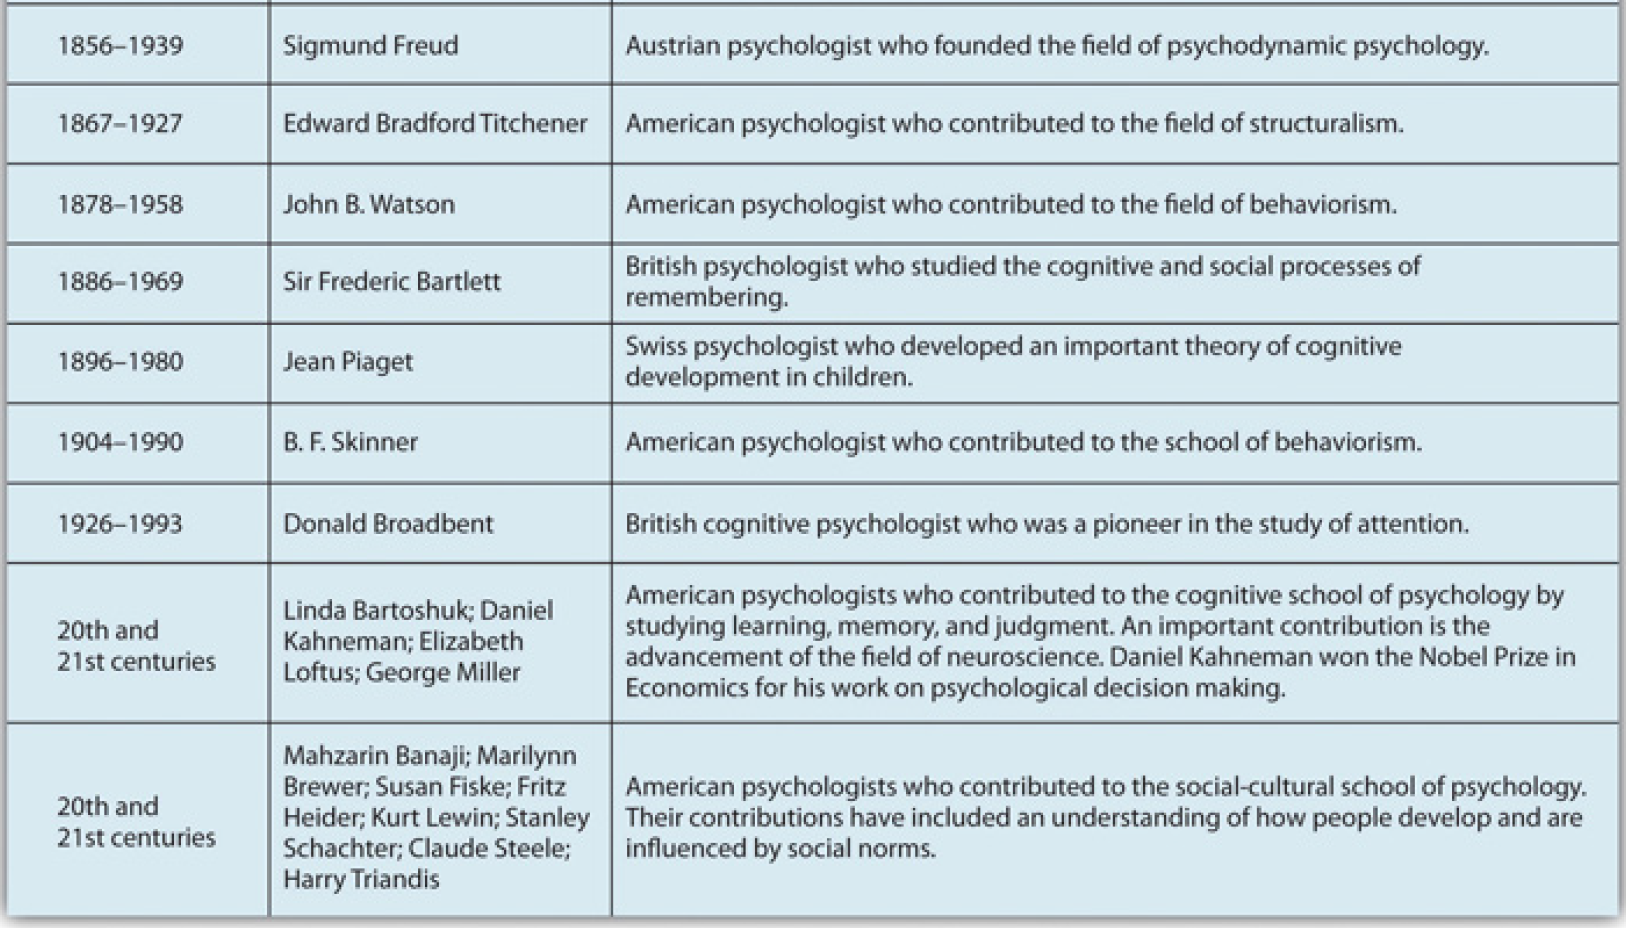 1856–1939 Sigmund Freud Austrian psychologist who founded the field of psychodynamic psychology.
1867–1927 Edward Bradford Titchener American psychologist who contributed to the field of structuralism.
1878–1958 John B. Watson American psychologist who contributed to the field of behaviorism.
1886–1969 Sir Frederic Bartlett British psychologist who studied the cognitive and social processes of
remembering.
1896–1980 Jean Piaget Swiss psychologist who developed an important theory of cognitive
development in children.
1904–1990 B. F. Skinner American psychologist who contributed to the school of behaviorism.
1926–1993 Donald Broadbent British cognitive psychologist who was a pioneer in the study of attention.
20th and
21st centuries
Linda Bartoshuk; Daniel
Kahneman; Elizabeth
Loftus; George Miller
American psychologists who contributed to the cognitive school of psychology by
studying learning, memory, and judgment. An important contribution is the
advancement of the field of neuroscience. Daniel Kahneman won the Nobel Prize in
Economics for his work on psychological decision making.
20th and
21st centuries
Mahzarin Banaji; Marilynn
Brewer; Susan Fiske; Fritz
Heider; Kurt Lewin; Stanley
Schachter; Claude Steele;
Harry Triandis
American psychologists who contributed to the social-cultural school of psychology.
Their contributions have included an understanding of how people develop and are
influenced by social norms.